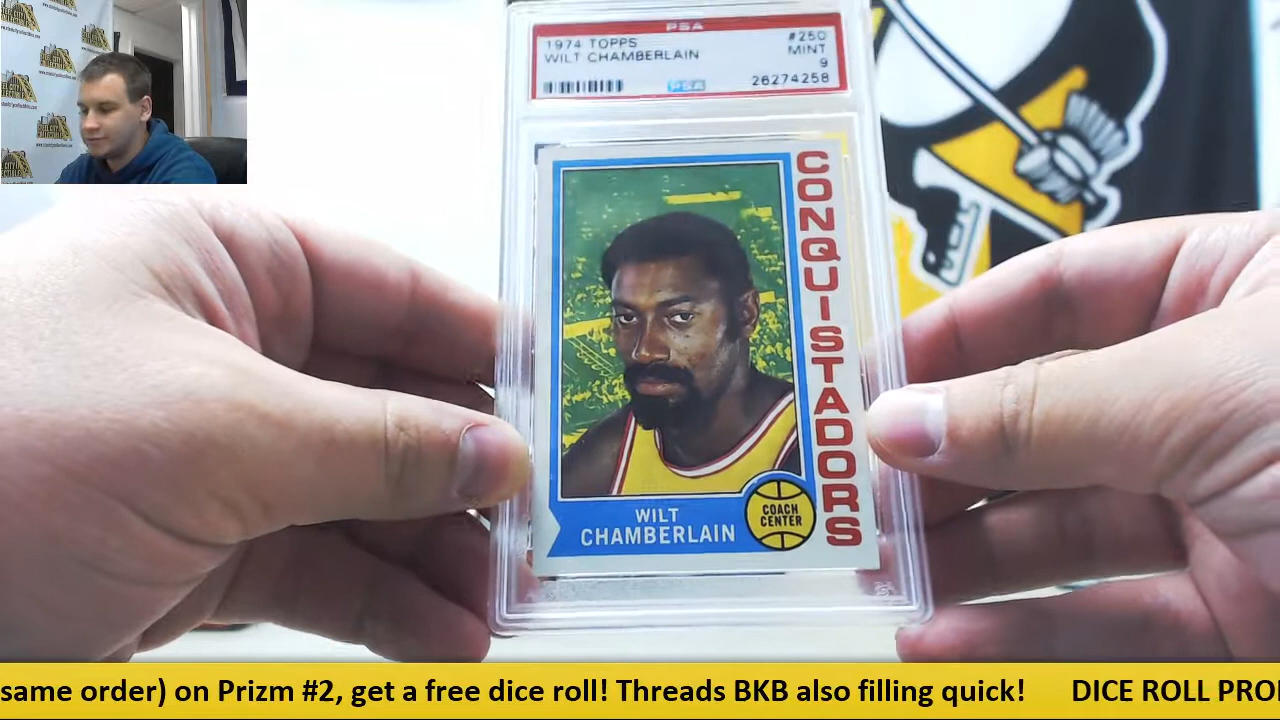 PSA
1974 TOPPS #250
WILT CHAMBERLAIN MINT
9
PSA 26274258
CONQUISTADORS
WILT
CHAMBERLAIN
COACH
CENTER
same order) on Prizm #2, get a free dice roll! Threads BKB also filling quick! DICE ROLL PRO